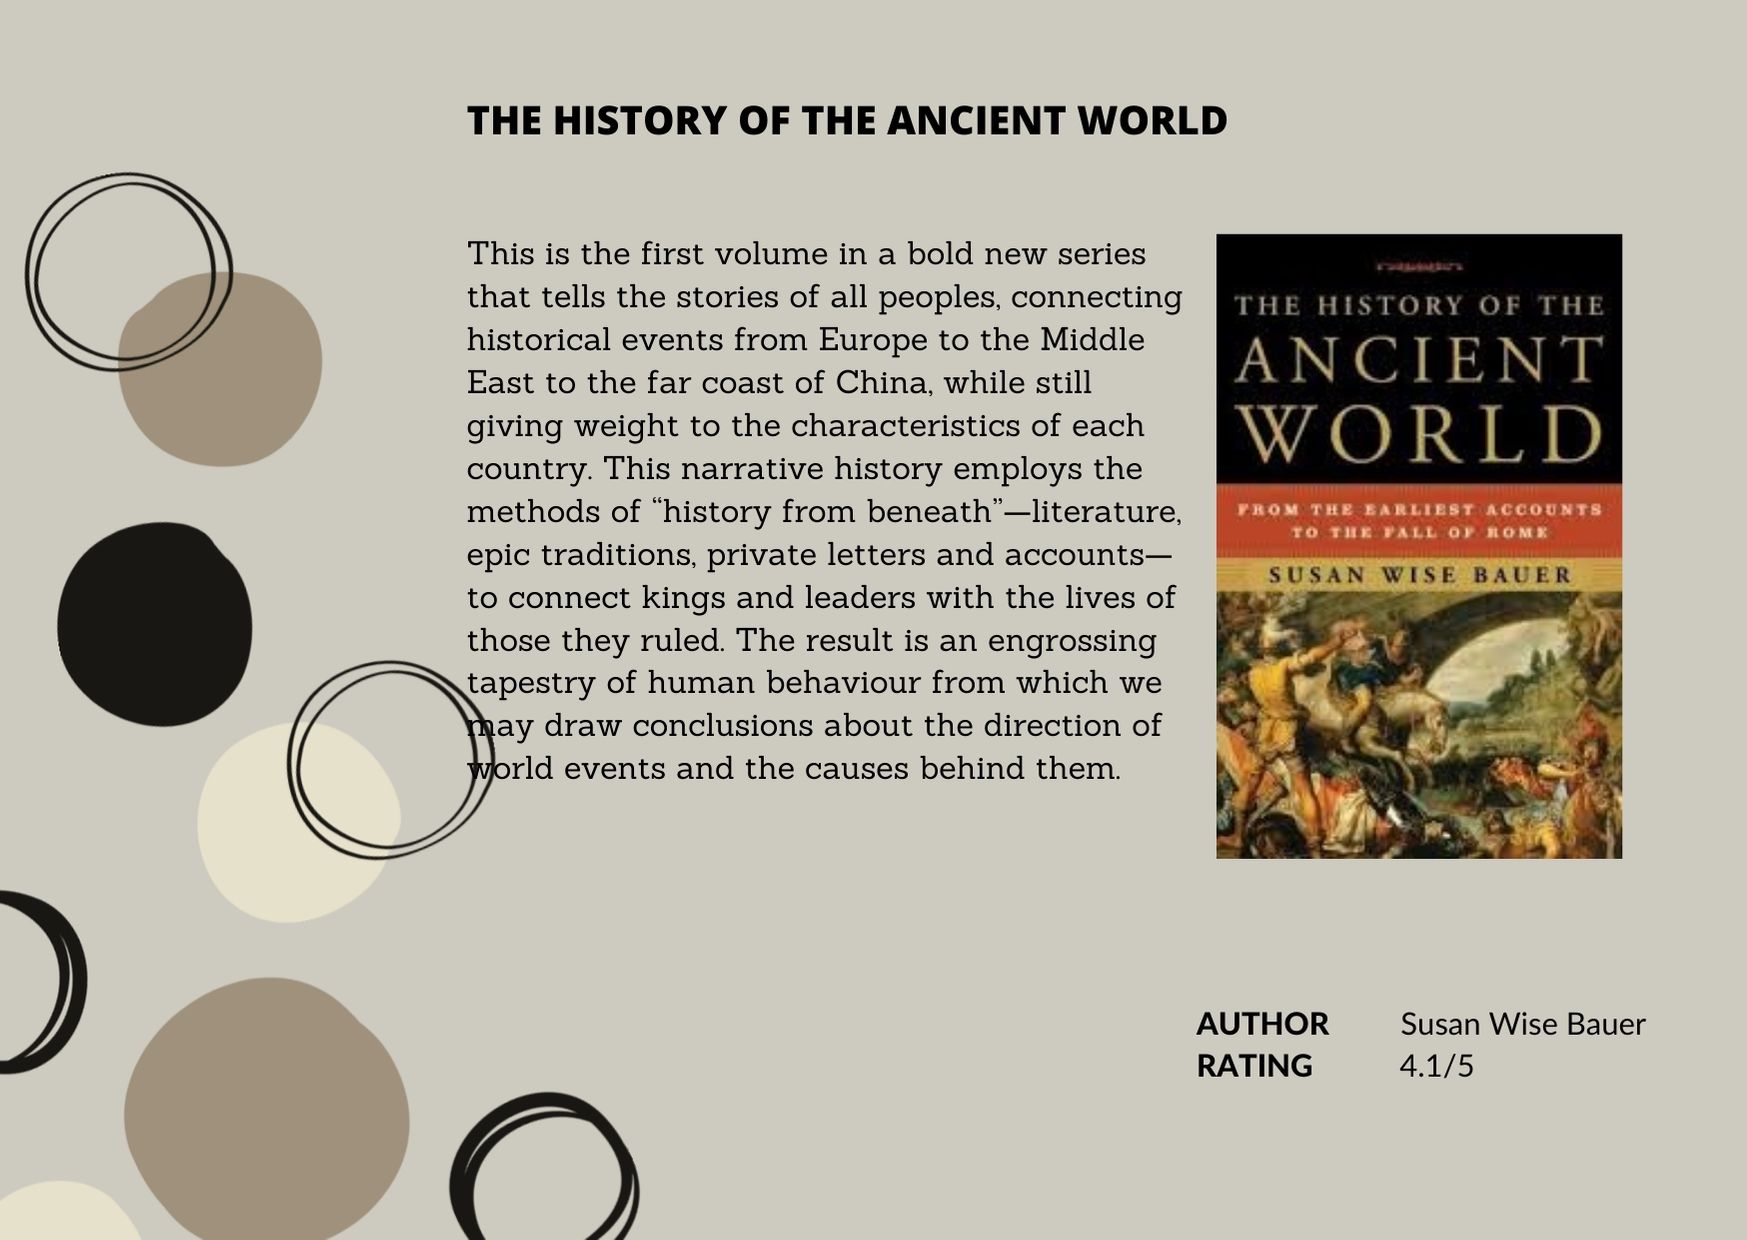 THE HISTORY OF THE ANCIENT WORLD
This is the first volume in a bold new series
that tells the stories of all peoples, connecting
historical events from Europe to the Middle
East to the far coast of China, while still
giving weight to the characteristics of each
country. This narrative history employs the
methods of “history from beneath”—literature,
epic traditions, private letters and accounts—
to connect kings and leaders with the lives of
those they ruled. The result is an engrossing
tapestry of human behaviour from which we
may draw conclusions about the direction of
world events and the causes behind them.
THE HISTORY OF THE
ANCIENT
WORLD
FROM THE EARLIEST ACCOUNTS
TO THE FALL OF ROME
SUSAN WISE BAUER
AUTHOR Susan Wise Bauer
RATING 4.1/5